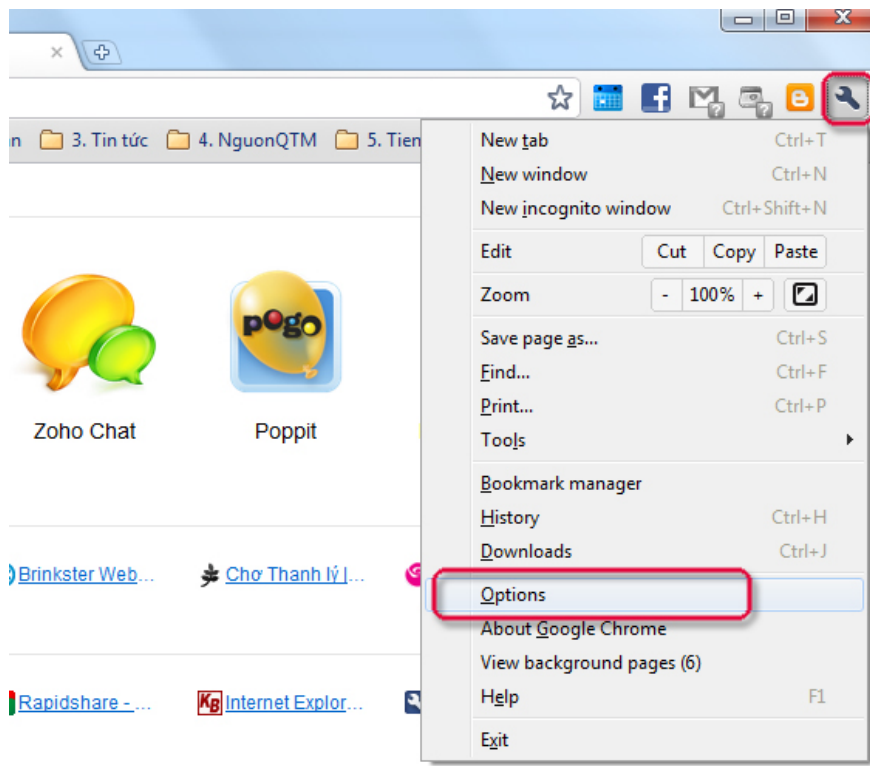 n 3. Tin tức 4. NguonQTM 5. Tien
New tab Ctrl+T
New window Ctrl+N
New incognito window Ctrl+Shift+N
Edit Cut Copy Paste
Zoom - 100% +
Save page as... Ctrl+S
Find... Ctrl+F
Print... Ctrl+P
Tools
Bookmark manager
History Ctrl+H
Downloads Ctrl+J
Options
About Google Chrome
View background pages (6)
Help F1
Exit
pogo
Zoho Chat Poppit
Brinkster Web... Chợ Thanh lý |...
Rapidshare - ... KB Internet Explor...